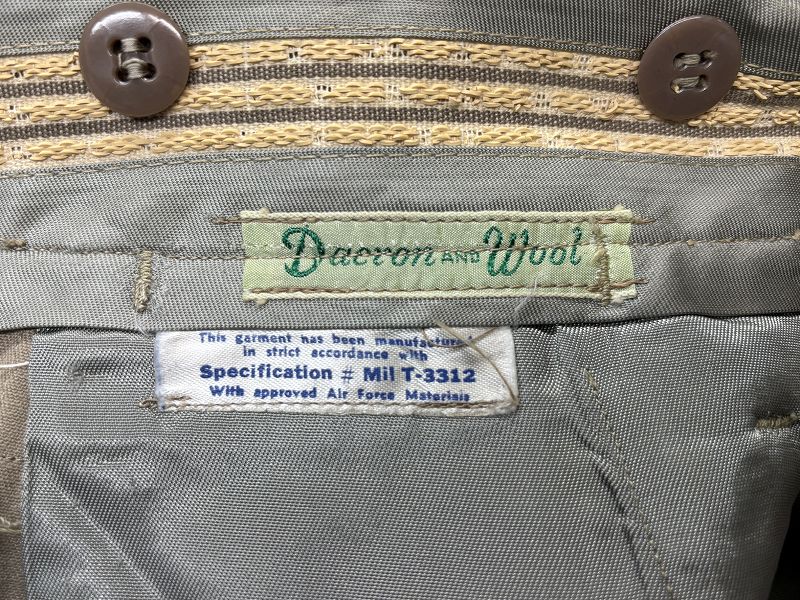 Dacron AND Wool
This garment has been manufactured
in strict accordance with
Specification # Mil T-3312
With approved Air Force Materials